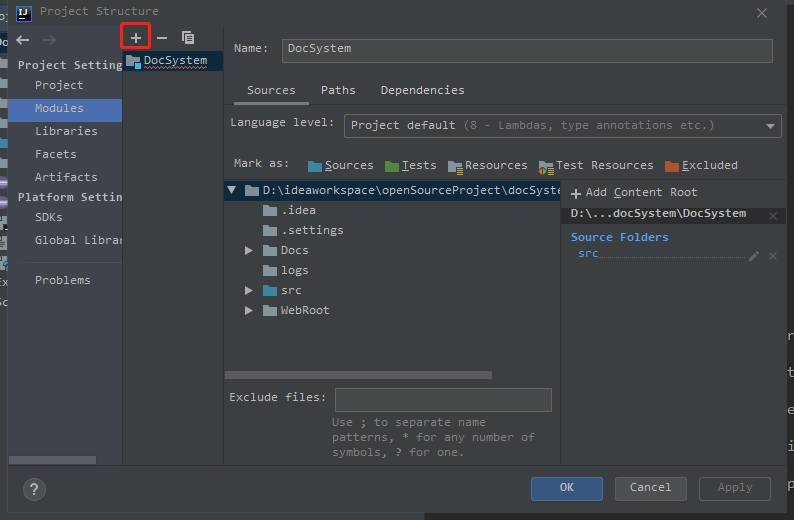 Project Structure
Project Setting
Project
Modules
Libraries
Facets
Artifacts
Platform Settin
SDKs
Global Librar
Problems
DocSystem
Name:
DocSystem
Sources
Paths
Dependencies
Language level:
Project default (8 - Lambdas, type annotations etc.)
Mark as:
Sources
Tests
Resources
Test Resources
Excluded
D:\ideaworkspace\openSourceProject\docSyste
.idea
.settings
Docs
logs
src
WebRoot
Add Content Root
D:\...docSystem\DocSystem
Source Folders
src
Exclude files:
Use ; to separate name
patterns, * for any number of
symbols, ? for one.
?
OK
Cancel
Apply